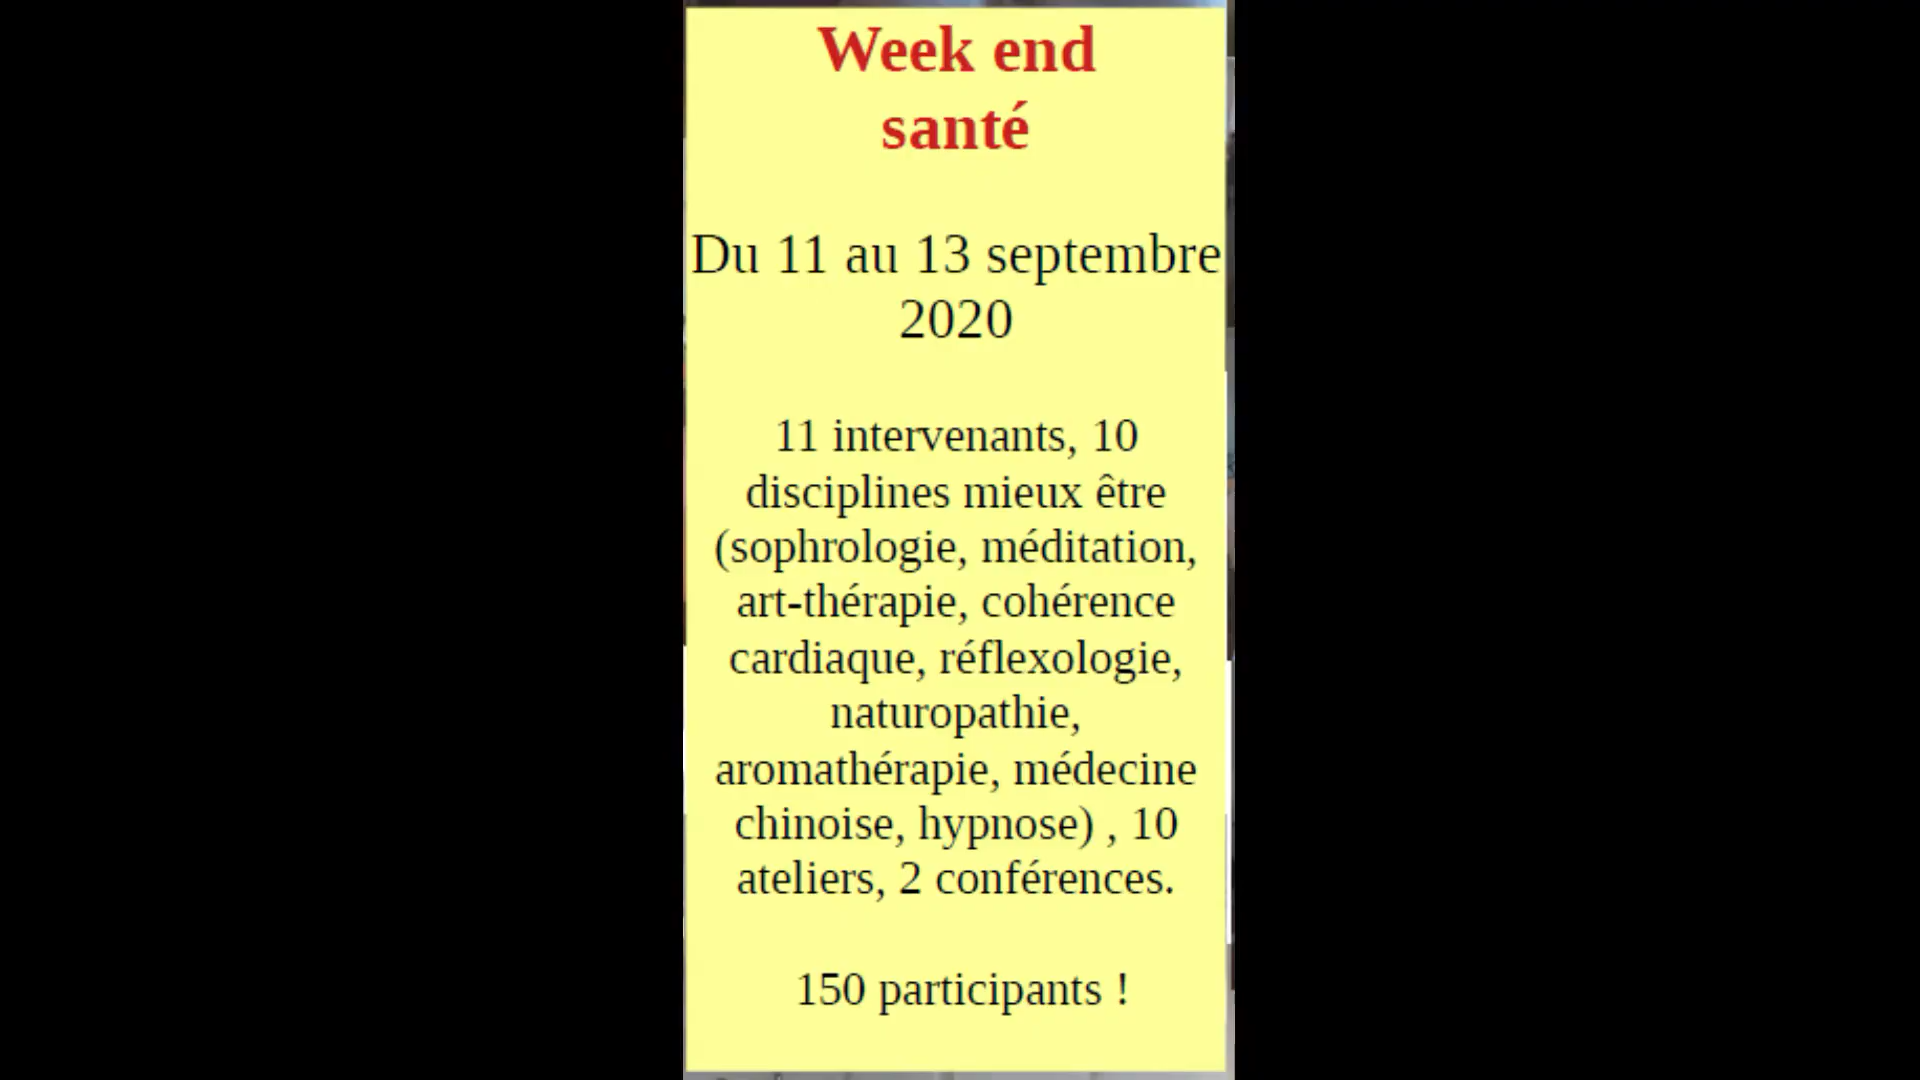 Week end
santé
Du 11 au 13 septembre
2020
11 intervenants, 10
disciplines mieux être
(sophrologie, méditation,
art-thérapie, cohérence
cardiaque, réflexologie,
naturopathie,
aromathérapie, médecine
chinoise, hypnose) , 10
ateliers, 2 conférences.
150 participants !